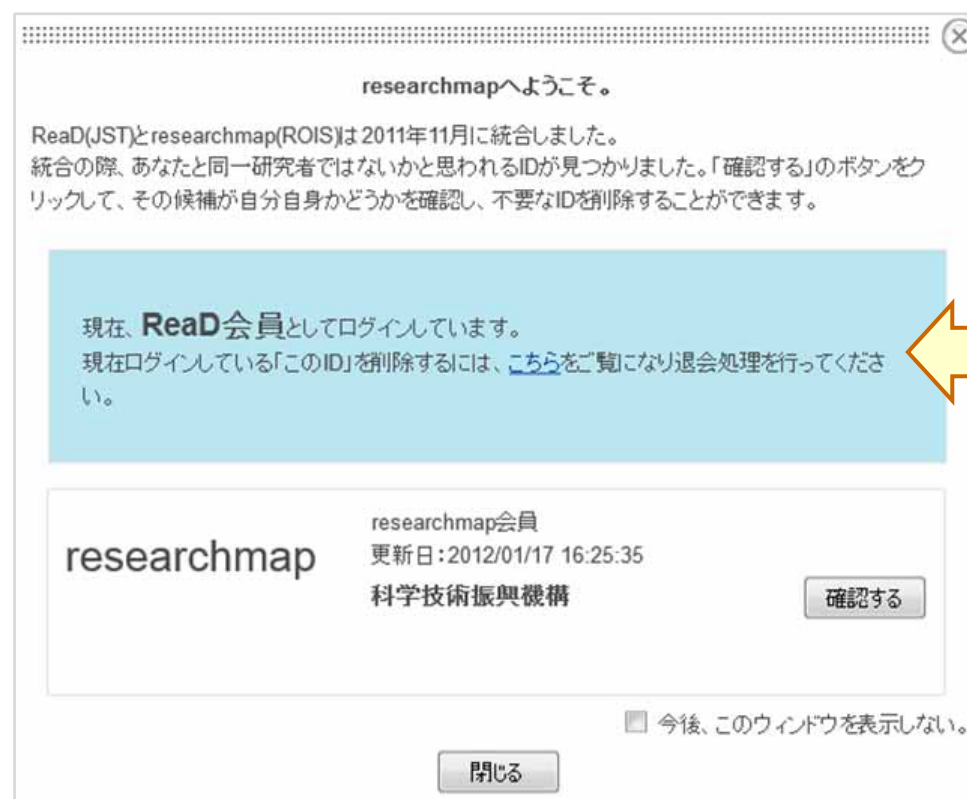 researchmapへようこそ。
ReaD(JST)とresearchmap(ROIS)は2011年11月に統合しました。
統合の際、あなたと同一研究者ではないかと思われるIDが見つかりました。「確認する」のボタンをク
リックして、その候補が自分自身かどうかを確認し、不要なIDを削除することができます。
現在、ReaD会員としてログインしています。
現在ログインしている「このID」を削除するには、こちらをご覧になり退会処理を行ってくださ
い。
researchmap
researchmap会員
更新日：2012/01/17 16:25:35
科学技術振興機構
確認する
今後、このウィンドウを表示しない。
閉じる